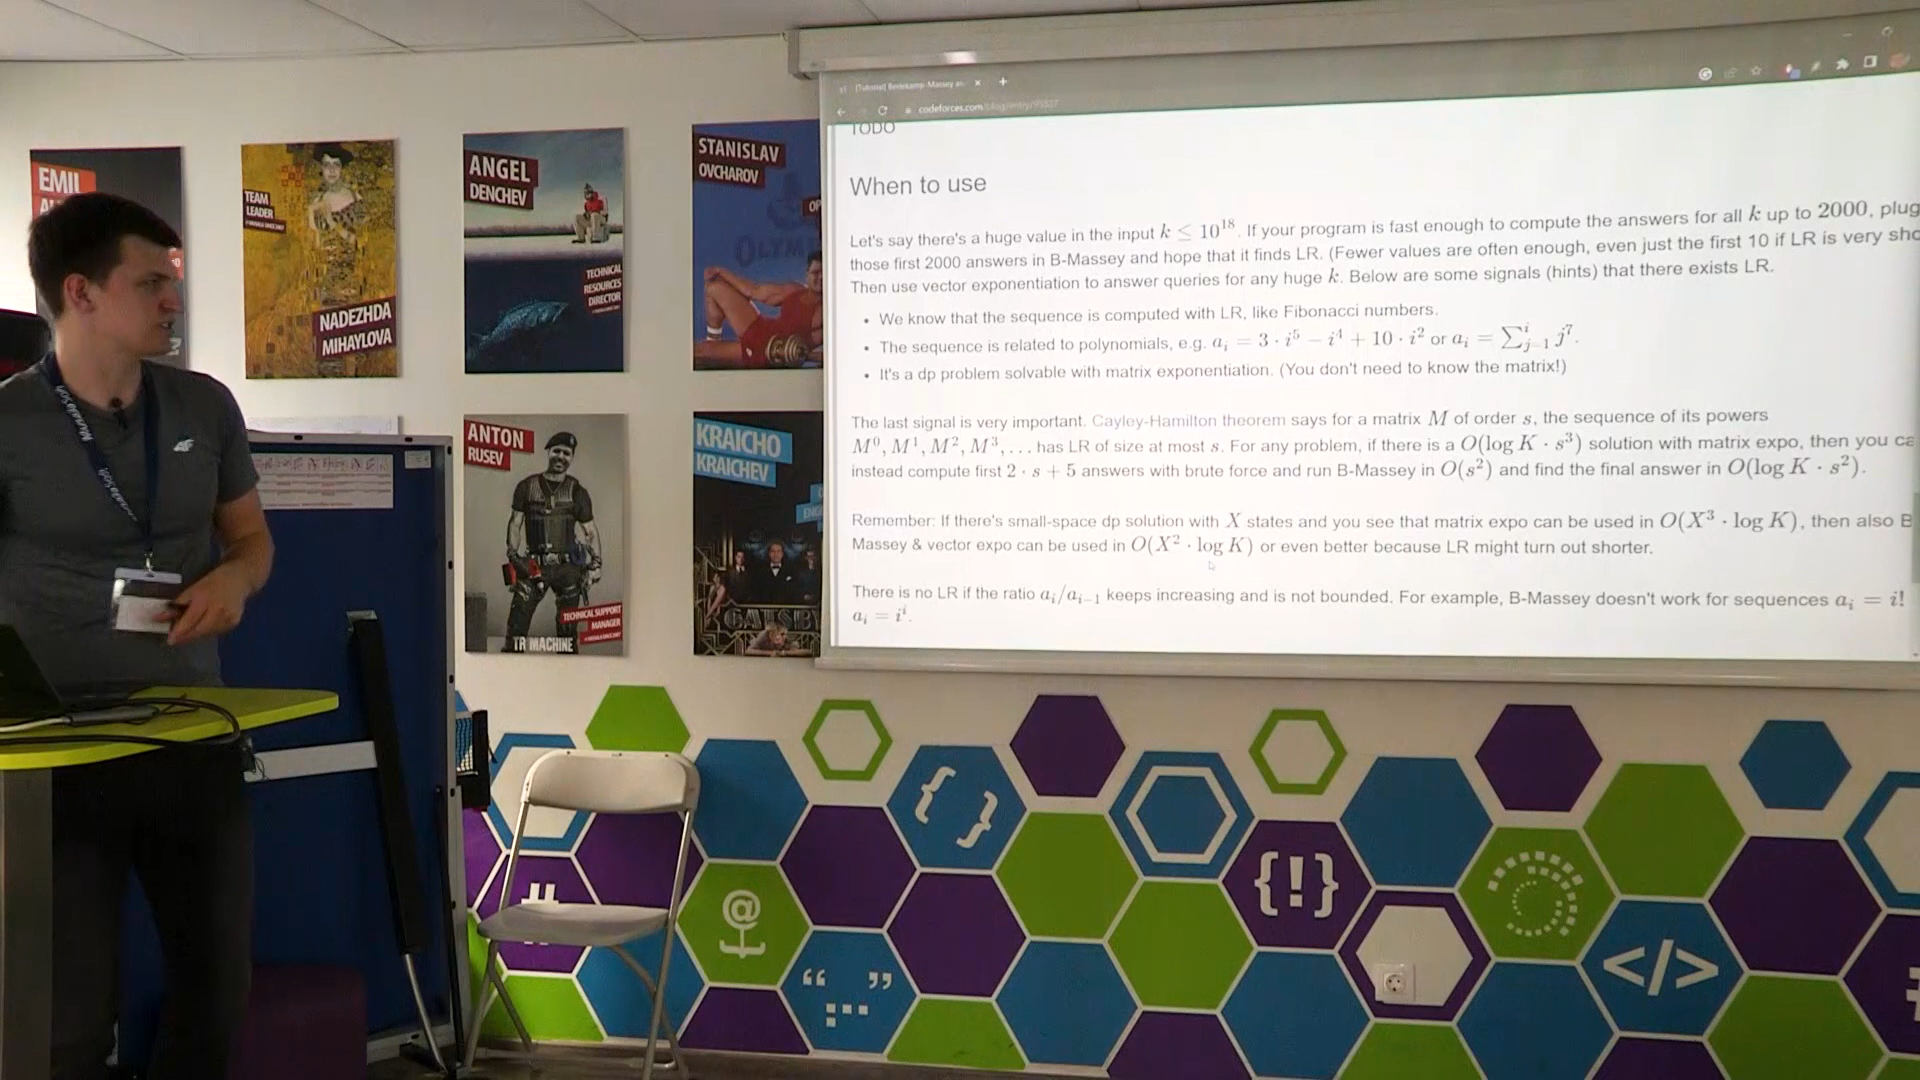 [Tutorial] Berlekamp-Massey an
codeforces.com/blog/entry/
TODO
When to use
Let's say there's a huge value in the input k ≤ 10^18. If your program is fast enough to compute the answers for all k up to 2000, plug
those first 2000 answers in B-Massey and hope that it finds LR. (Fewer values are often enough, even just the first 10 if LR is very sho
Then use vector exponentiation to answer queries for any huge k. Below are some signals (hints) that there exists LR.
• We know that the sequence is computed with LR, like Fibonacci numbers.
• The sequence is related to polynomials, e.g. a_i = 3 · i^5 − i^4 + 10 · i^2 or a_i = ∑_{j=1}^{i} j^7.
• It's a dp problem solvable with matrix exponentiation. (You don't need to know the matrix!)
The last signal is very important. Cayley-Hamilton theorem says for a matrix M of order s, the sequence of its powers
M^0, M^1, M^2, M^3, ... has LR of size at most s. For any problem, if there is a O(log K · s^3) solution with matrix expo, then you ca
instead compute first 2 · s + 5 answers with brute force and run B-Massey in O(s^2) and find the final answer in O(log K · s^2).
Remember: If there's small-space dp solution with X states and you see that matrix expo can be used in O(X^3 · log K), then also B
Massey & vector expo can be used in O(X^2 · log K) or even better because LR might turn out shorter.
There is no LR if the ratio a_i/a_{i−1} keeps increasing and is not bounded. For example, B-Massey doesn't work for sequences a_i = i!
a_i = i^i.
EMIL
TEAM
LEADER
NADEZHDA
MIHAYLOVA
ANGEL
DENCHEV
TECHNICAL
RESOURCES
DIRECTOR
STANISLAV
OVCHAROV
OP
OLYM
ANTON
RUSEV
TECHNICAL SUPPORT
MANAGER
TR MACHINE
KRAICHO
KRAICHEV
ENG
GATSBY
{ }
{!}
@
#
“ ”
</>